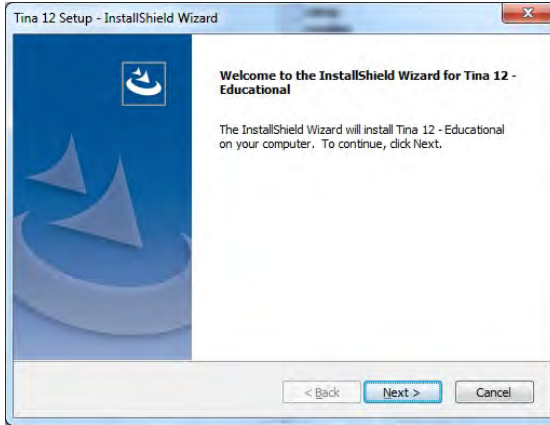 Tina 12 Setup - InstallShield Wizard
Welcome to the InstallShield Wizard for Tina 12 -
Educational
The InstallShield Wizard will install Tina 12 - Educational
on your computer. To continue, click Next.
< Back
Next >
Cancel